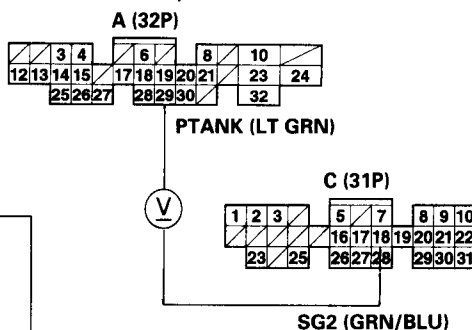 A (32P)
3 4 6 8 10
12 13 14 15 17 18 19 20 21 23 24
25 26 27 28 29 30 32
PTANK (LT GRN)
V
C (31P)
1 2 3 5 7 8 9 10
16 17 18 19 20 21 22
23 25 26 27 28 29 30 31
SG2 (GRN/BLU)